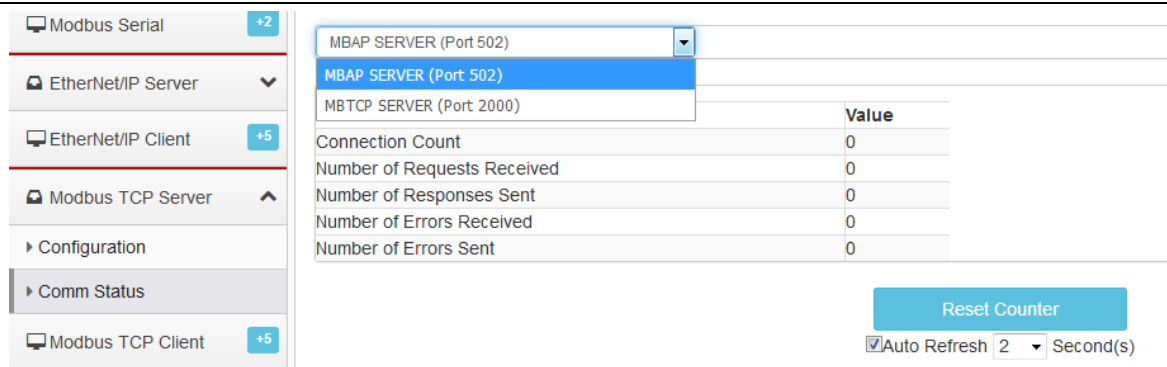 Modbus Serial +2
EtherNet/IP Server
EtherNet/IP Client +5
Modbus TCP Server
Configuration
Comm Status
Modbus TCP Client +5
MBAP SERVER (Port 502)
MBAP SERVER (Port 502)
MBTCP SERVER (Port 2000)
Value
Connection Count 0
Number of Requests Received 0
Number of Responses Sent 0
Number of Errors Received 0
Number of Errors Sent 0
Reset Counter
Auto Refresh 2 Second(s)